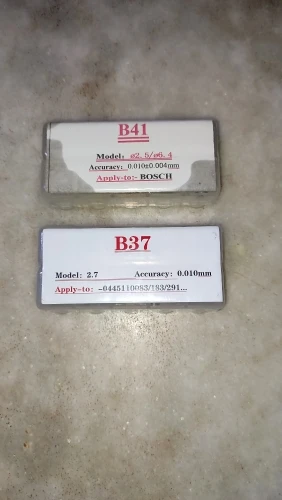 B41
Model: ø2.5/ø6.4
Accuracy: 0.010±0.004mm
Apply-to:- BOSCH
B37
Model: 2.7 Accuracy: 0.010mm
Apply-to: -0445110083/183/291...